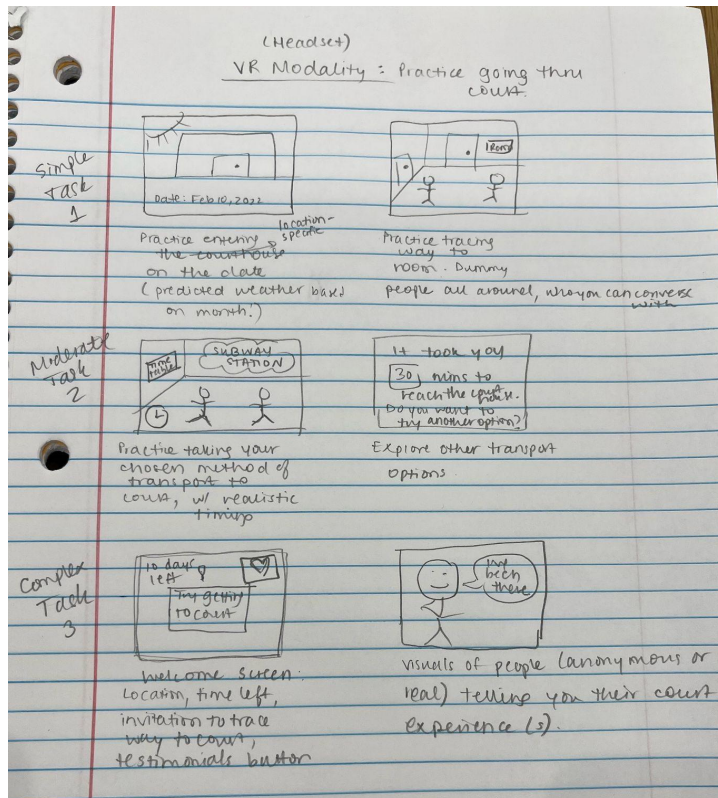 (Headset)
VR Modality: Practice going thru
court.
Simple
Task
1
Date: Feb 10, 2022
Practice entering location-
specific
the courthouse
on the date
(predicted weather based
on month!)
Practice tracing
way to
room. Dummy
people all around, who you can converse
with
Moderate
Task
2
Time
table
SUBWAY
STATION
Practice taking your
chosen method of
transport to
court, w/ realistic
timings
It took you
30 mins to
reach the court
house.
Do you want to
try another option?
Explore other transport
options.
Complex
Task
3
10 days
left
Try getting
to court
Welcome screen:
Location, time left,
invitation to trace
way to court,
testimonials button
I've
been
there
visuals of people (anonymous or
real) telling you their court
experience(s).